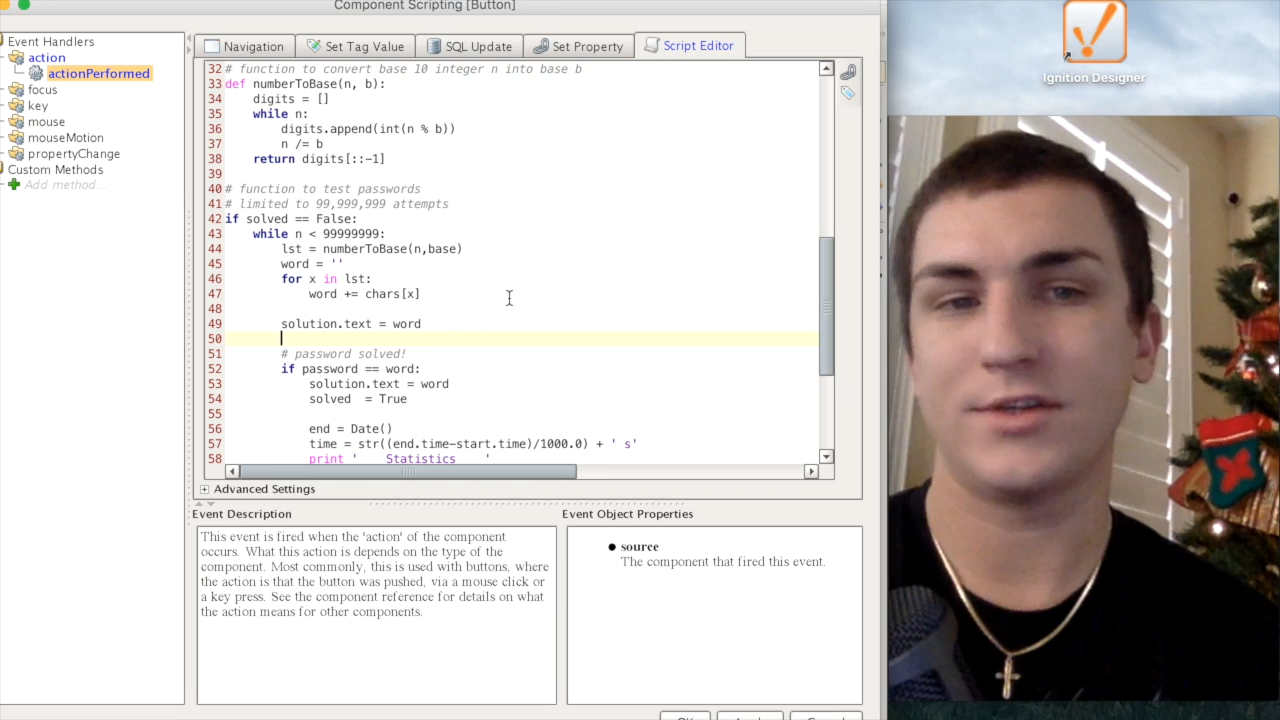 Component Scripting [Button]
Event Handlers
action
actionPerformed
focus
key
mouse
mouseMotion
propertyChange
Custom Methods
Add method...
Navigation
Set Tag Value
SQL Update
Set Property
Script Editor
32 # function to convert base 10 integer n into base b
33 def numberToBase(n, b):
34 digits = []
35 while n:
36 digits.append(int(n % b))
37 n /= b
38 return digits[::-1]
39
40 # function to test passwords
41 # limited to 99,999,999 attempts
42 if solved == False:
43 while n < 99999999:
44 lst = numberToBase(n,base)
45 word = ''
46 for x in lst:
47 word += chars[x]
48
49 solution.text = word
50
51 # password solved!
52 if password == word:
53 solution.text = word
54 solved  = True
55
56 end = Date()
57 time = str((end.time-start.time)/1000.0) + ' s'
58 print '    Statistics    '
Advanced Settings
Event Description
This event is fired when the 'action' of the component
occurs. What this action is depends on the type of the
component. Most commonly, this is used with buttons, where
the action is that the button was pushed, via a mouse click or
a key press. See the component reference for details on what
the action means for other components.
Event Object Properties
source
The component that fired this event.
Ignition Designer